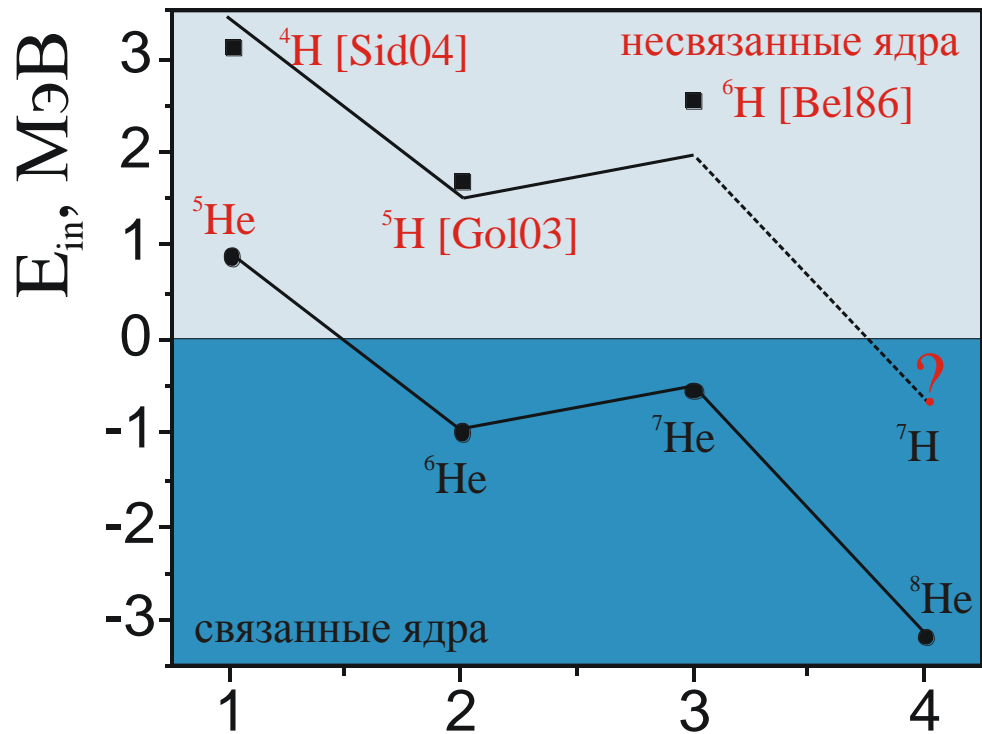 E_in, МэВ
3
2
1
0
-1
-2
-3
несвязанные ядра
⁴H [Sid04]
⁶H [Bel86]
⁵He
⁵H [Gol03]
?
⁷He
⁷H
⁶He
⁸He
связанные ядра
1 2 3 4